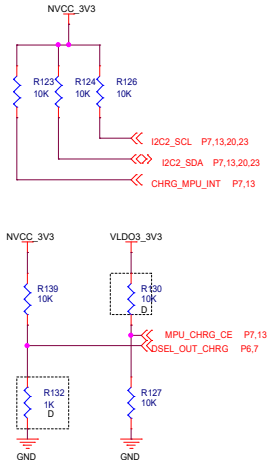 NVCC_3V3
R123 R124 R126
10K 10K 10K
I2C2_SCL P7,13,20,23
I2C2_SDA P7,13,20,23
CHRG_MPU_INT P7,13
NVCC_3V3 VLDO3_3V3
R139 R130
10K 10K
D
MPU_CHRG_CE P7,13
DSEL_OUT_CHRG P6,7
R132 R127
1K 10K
D
GND GND